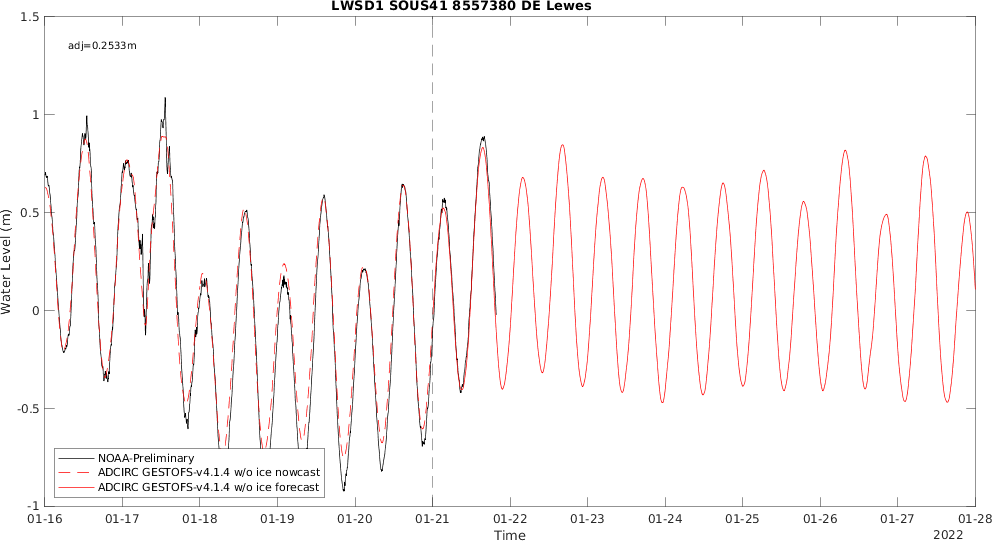 LWSD1 SOUS41 8557380 DE Lewes
adj=0.2533m
1.5
1
0.5
0
-0.5
-1
Water Level (m)
NOAA-Preliminary
ADCIRC GESTOFS-v4.1.4 w/o ice nowcast
ADCIRC GESTOFS-v4.1.4 w/o ice forecast
01-16 01-17 01-18 01-19 01-20 01-21 01-22 01-23 01-24 01-25 01-26 01-27 01-28
Time
2022